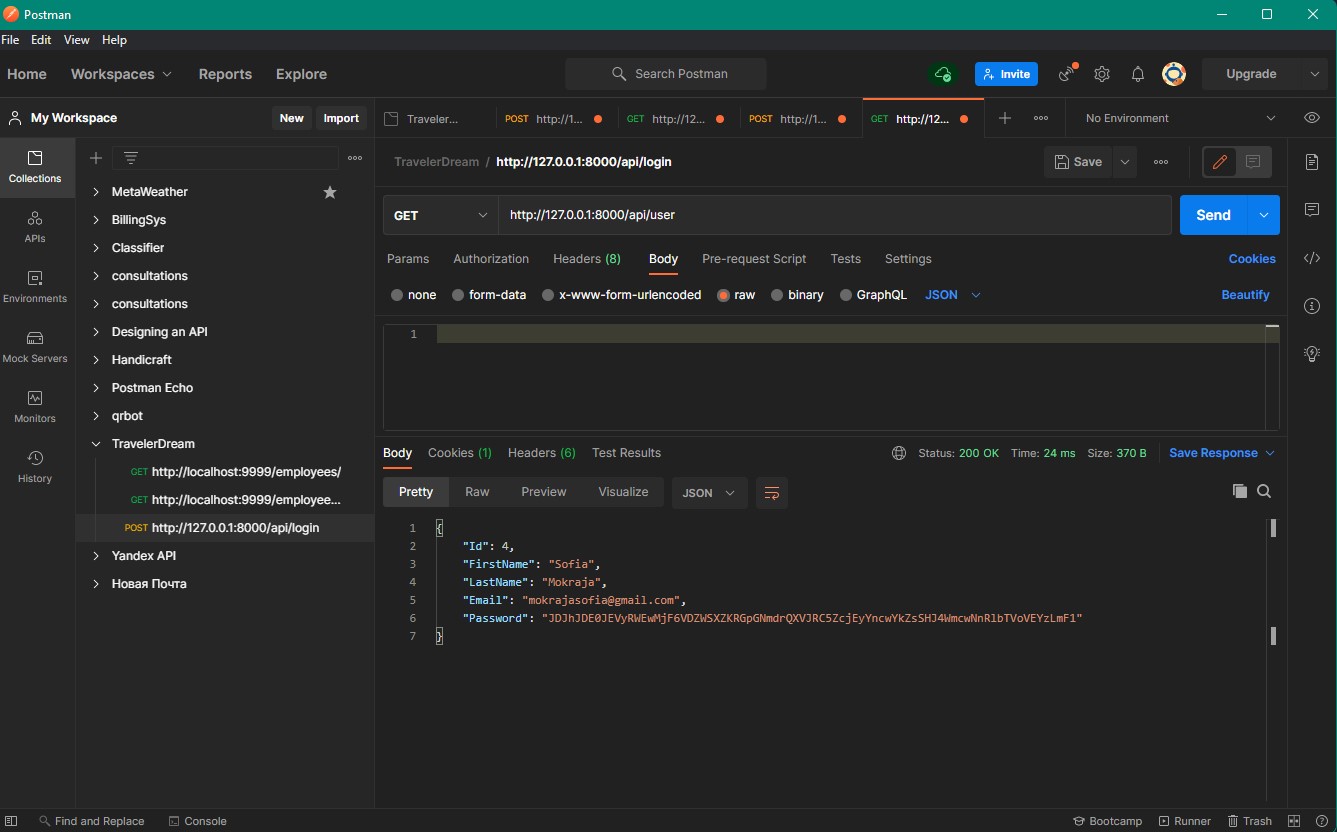 Postman
File Edit View Help
Home Workspaces Reports Explore Search Postman Invite Upgrade
My Workspace New Import
Traveler... POST http://1... GET http://12... POST http://1... GET http://12... No Environment
TravelerDream / http://127.0.0.1:8000/api/login Save
GET http://127.0.0.1:8000/api/user Send
Params Authorization Headers (8) Body Pre-request Script Tests Settings Cookies
none form-data x-www-form-urlencoded raw binary GraphQL JSON Beautify
1
Collections
APIs
Environments
Mock Servers
Monitors
History
MetaWeather
BillingSys
Classifier
consultations
consultations
Designing an API
Handicraft
Postman Echo
qrbot
TravelerDream
GET http://localhost:9999/employees/
GET http://localhost:9999/employee...
POST http://127.0.0.1:8000/api/login
Yandex API
Новая Почта
Body Cookies (1) Headers (6) Test Results Status: 200 OK Time: 24 ms Size: 370 B Save Response
Pretty Raw Preview Visualize JSON
1 {
2 "Id": 4,
3 "FirstName": "Sofia",
4 "LastName": "Mokraja",
5 "Email": "mokrajasofia@gmail.com",
6 "Password": "JDJhJDE0JEVyRWEwMjF6VDZWSXZKRGpGNmdrQXVJRC5ZcjEyYncwYkZsSHJ4WmcwNnRlbTVoVEYzLmF1"
7 }
Find and Replace Console Bootcamp Runner Trash